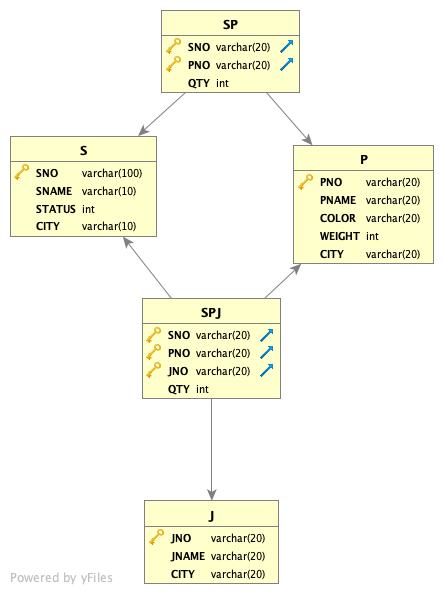 SP
SNO varchar(20)
PNO varchar(20)
QTY int
S
SNO varchar(100)
SNAME varchar(10)
STATUS int
CITY varchar(10)
P
PNO varchar(20)
PNAME varchar(20)
COLOR varchar(20)
WEIGHT int
CITY varchar(20)
SPJ
SNO varchar(20)
PNO varchar(20)
JNO varchar(20)
QTY int
J
JNO varchar(20)
JNAME varchar(20)
CITY varchar(20)
Powered by yFiles